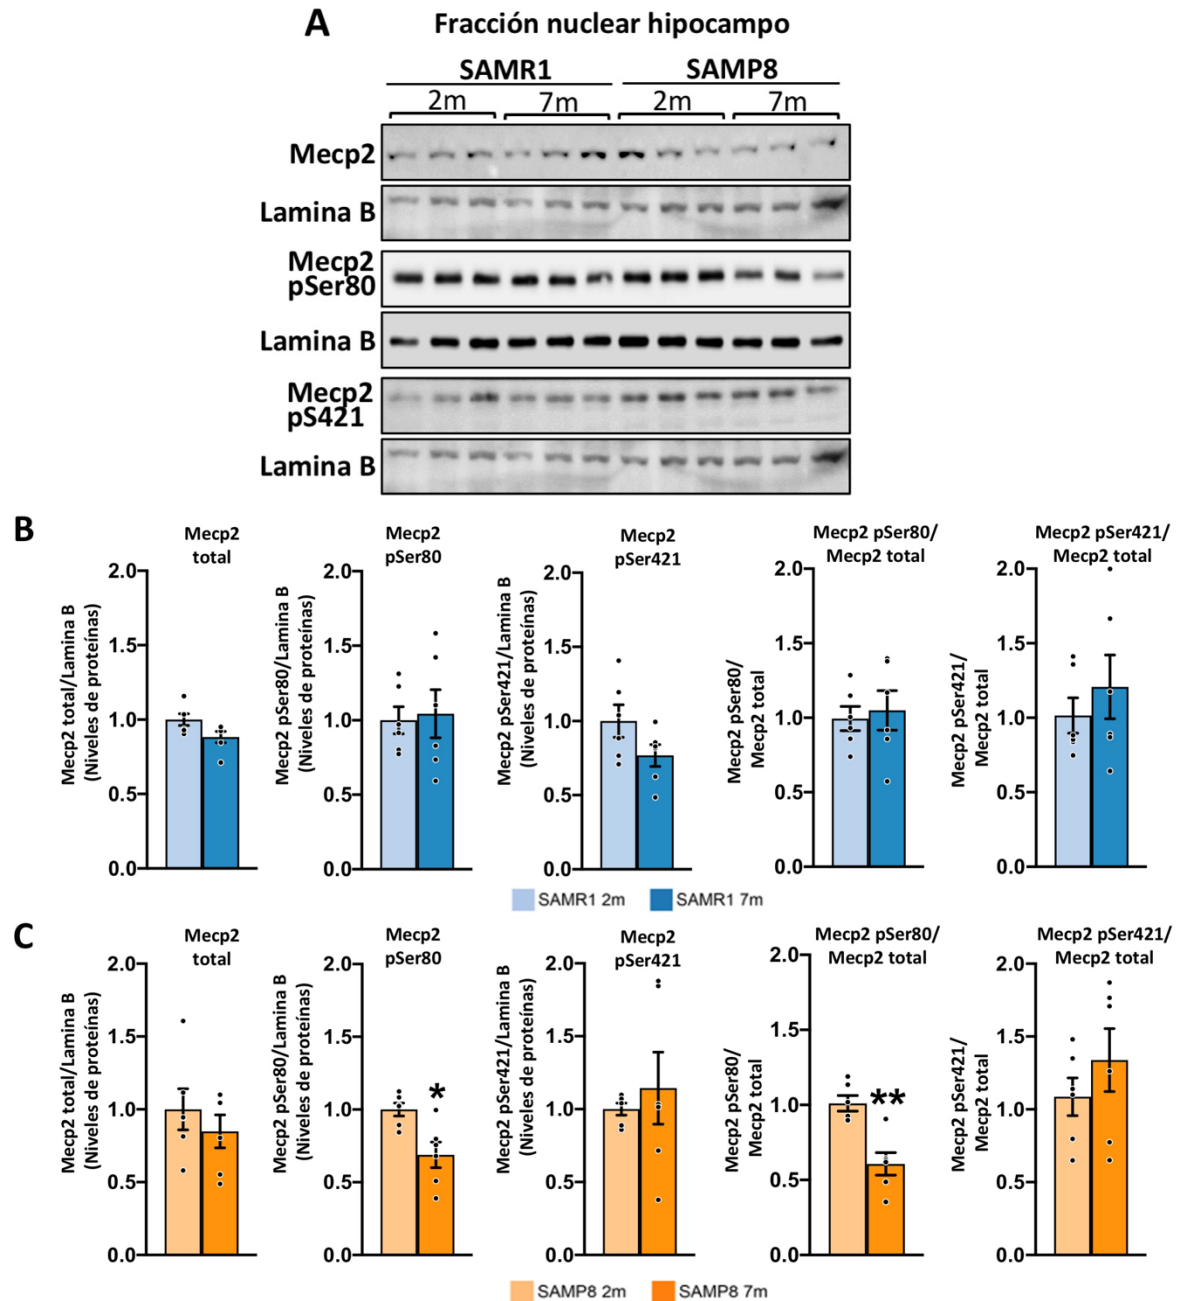 A Fracción nuclear hipocampo
SAMR1 SAMP8
2m 7m 2m 7m
Mecp2
Lamina B
Mecp2
pSer80
Lamina B
Mecp2
pS421
Lamina B
B
Mecp2
total
Mecp2 total/Lamina B
(Niveles de proteínas)
2.0
1.5
1.0
0.5
0.0
Mecp2
pSer80
Mecp2 pSer80/Lamina B
(Niveles de proteínas)
2.0
1.5
1.0
0.5
0.0
Mecp2
pSer421
Mecp2 pSer421/Lamina B
(Niveles de proteínas)
2.0
1.5
1.0
0.5
0.0
Mecp2 pSer80/
Mecp2 total
Mecp2 pSer80/
Mecp2 total
2.0
1.5
1.0
0.5
0.0
Mecp2 pSer421/
Mecp2 total
Mecp2 pSer421/
Mecp2 total
2.0
1.5
1.0
0.5
0.0
SAMR1 2m SAMR1 7m
C
Mecp2
total
Mecp2 total/Lamina B
(Niveles de proteínas)
2.0
1.5
1.0
0.5
0.0
Mecp2
pSer80
Mecp2 pSer80/Lamina B
(Niveles de proteínas)
2.0
1.5
1.0
0.5
0.0
*
Mecp2
pSer421
Mecp2 pSer421/Lamina B
(Niveles de proteínas)
2.0
1.5
1.0
0.5
0.0
Mecp2 pSer80/
Mecp2 total
Mecp2 pSer80/
Mecp2 total
2.0
1.5
1.0
0.5
0.0
**
Mecp2 pSer421/
Mecp2 total
Mecp2 pSer421/
Mecp2 total
2.0
1.5
1.0
0.5
0.0
SAMP8 2m SAMP8 7m